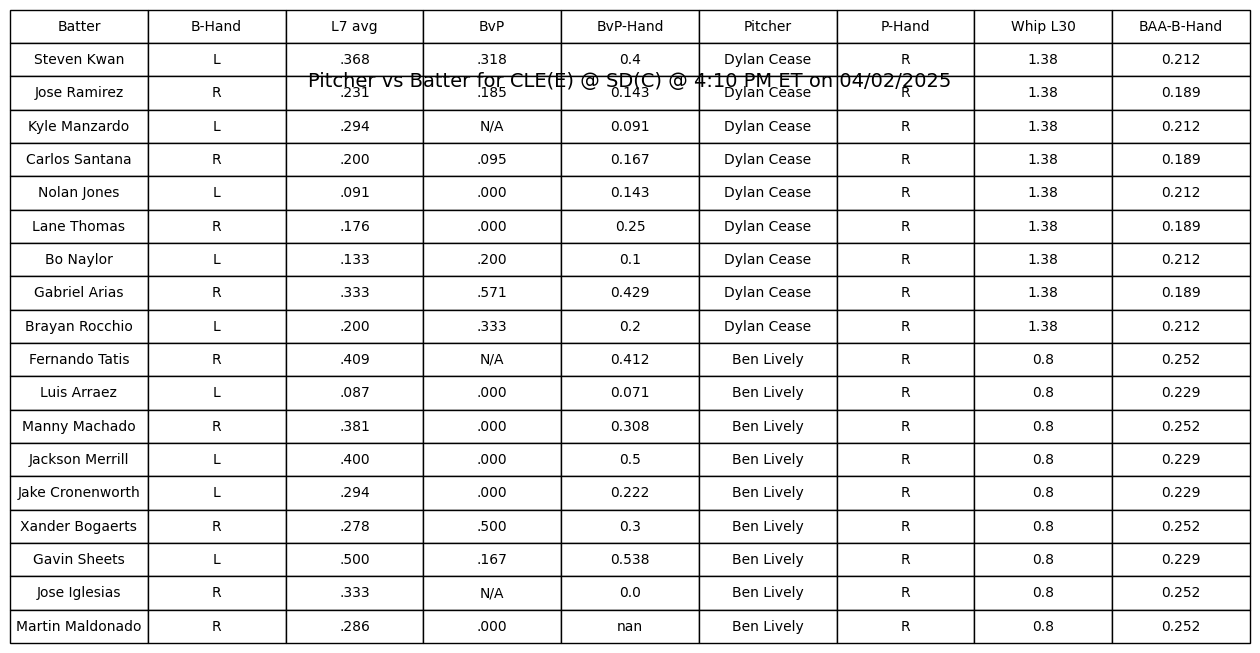 Batter B-Hand L7 avg BvP BvP-Hand Pitcher P-Hand Whip L30 BAA-B-Hand
Steven Kwan L .368 .318 0.4 Dylan Cease R 1.38 0.212
Pitcher vs Batter for CLE(E) @ SD(C) @ 4:10 PM ET on 04/02/2025
Jose Ramirez R .231 .185 0.143 Dylan Cease R 1.38 0.189
Kyle Manzardo L .294 N/A 0.091 Dylan Cease R 1.38 0.212
Carlos Santana R .200 .095 0.167 Dylan Cease R 1.38 0.189
Nolan Jones L .091 .000 0.143 Dylan Cease R 1.38 0.212
Lane Thomas R .176 .000 0.25 Dylan Cease R 1.38 0.189
Bo Naylor L .133 .200 0.1 Dylan Cease R 1.38 0.212
Gabriel Arias R .333 .571 0.429 Dylan Cease R 1.38 0.189
Brayan Rocchio L .200 .333 0.2 Dylan Cease R 1.38 0.212
Fernando Tatis R .409 N/A 0.412 Ben Lively R 0.8 0.252
Luis Arraez L .087 .000 0.071 Ben Lively R 0.8 0.229
Manny Machado R .381 .000 0.308 Ben Lively R 0.8 0.252
Jackson Merrill L .400 .000 0.5 Ben Lively R 0.8 0.229
Jake Cronenworth L .294 .000 0.222 Ben Lively R 0.8 0.229
Xander Bogaerts R .278 .500 0.3 Ben Lively R 0.8 0.252
Gavin Sheets L .500 .167 0.538 Ben Lively R 0.8 0.229
Jose Iglesias R .333 N/A 0.0 Ben Lively R 0.8 0.252
Martin Maldonado R .286 .000 nan Ben Lively R 0.8 0.252